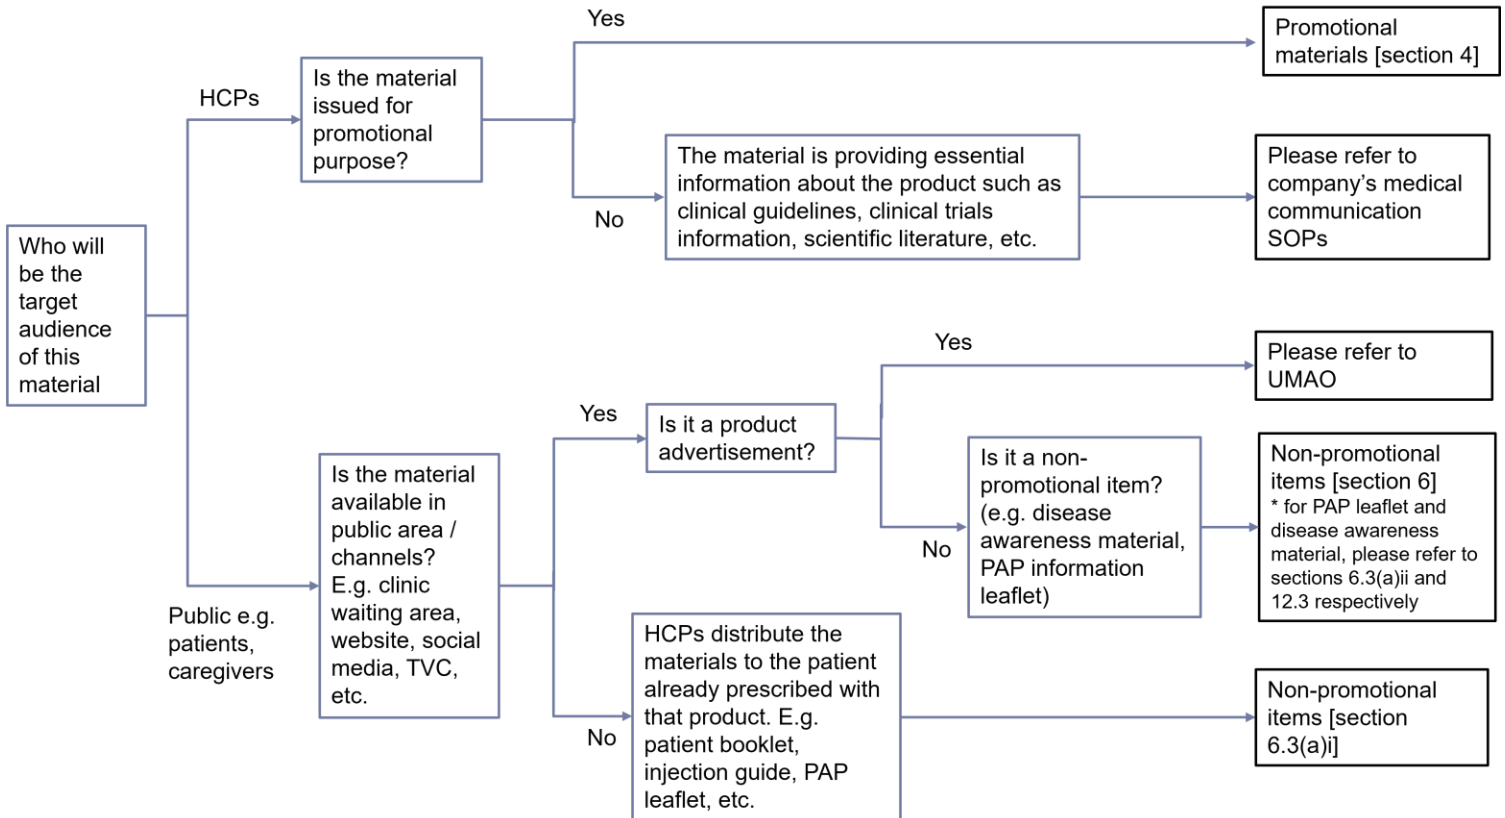 Who will
be the
target
audience
of this
material
HCPs
Is the material
issued for
promotional
purpose?
Yes
Promotional
materials [section 4]
No
The material is providing essential
information about the product such as
clinical guidelines, clinical trials
information, scientific literature, etc.
Please refer to
company’s medical
communication
SOPs
Public e.g.
patients,
caregivers
Is the material
available in
public area /
channels?
E.g. clinic
waiting area,
website, social
media, TVC,
etc.
Yes
Is it a product
advertisement?
Yes
Please refer to
UMAO
No
Is it a non-
promotional item?
(e.g. disease
awareness material,
PAP information
leaflet)
Non-promotional
items [section 6]
* for PAP leaflet and
disease awareness
material, please refer to
sections 6.3(a)ii and
12.3 respectively
No
HCPs distribute the
materials to the patient
already prescribed with
that product. E.g.
patient booklet,
injection guide, PAP
leaflet, etc.
Non-promotional
items [section
6.3(a)i]